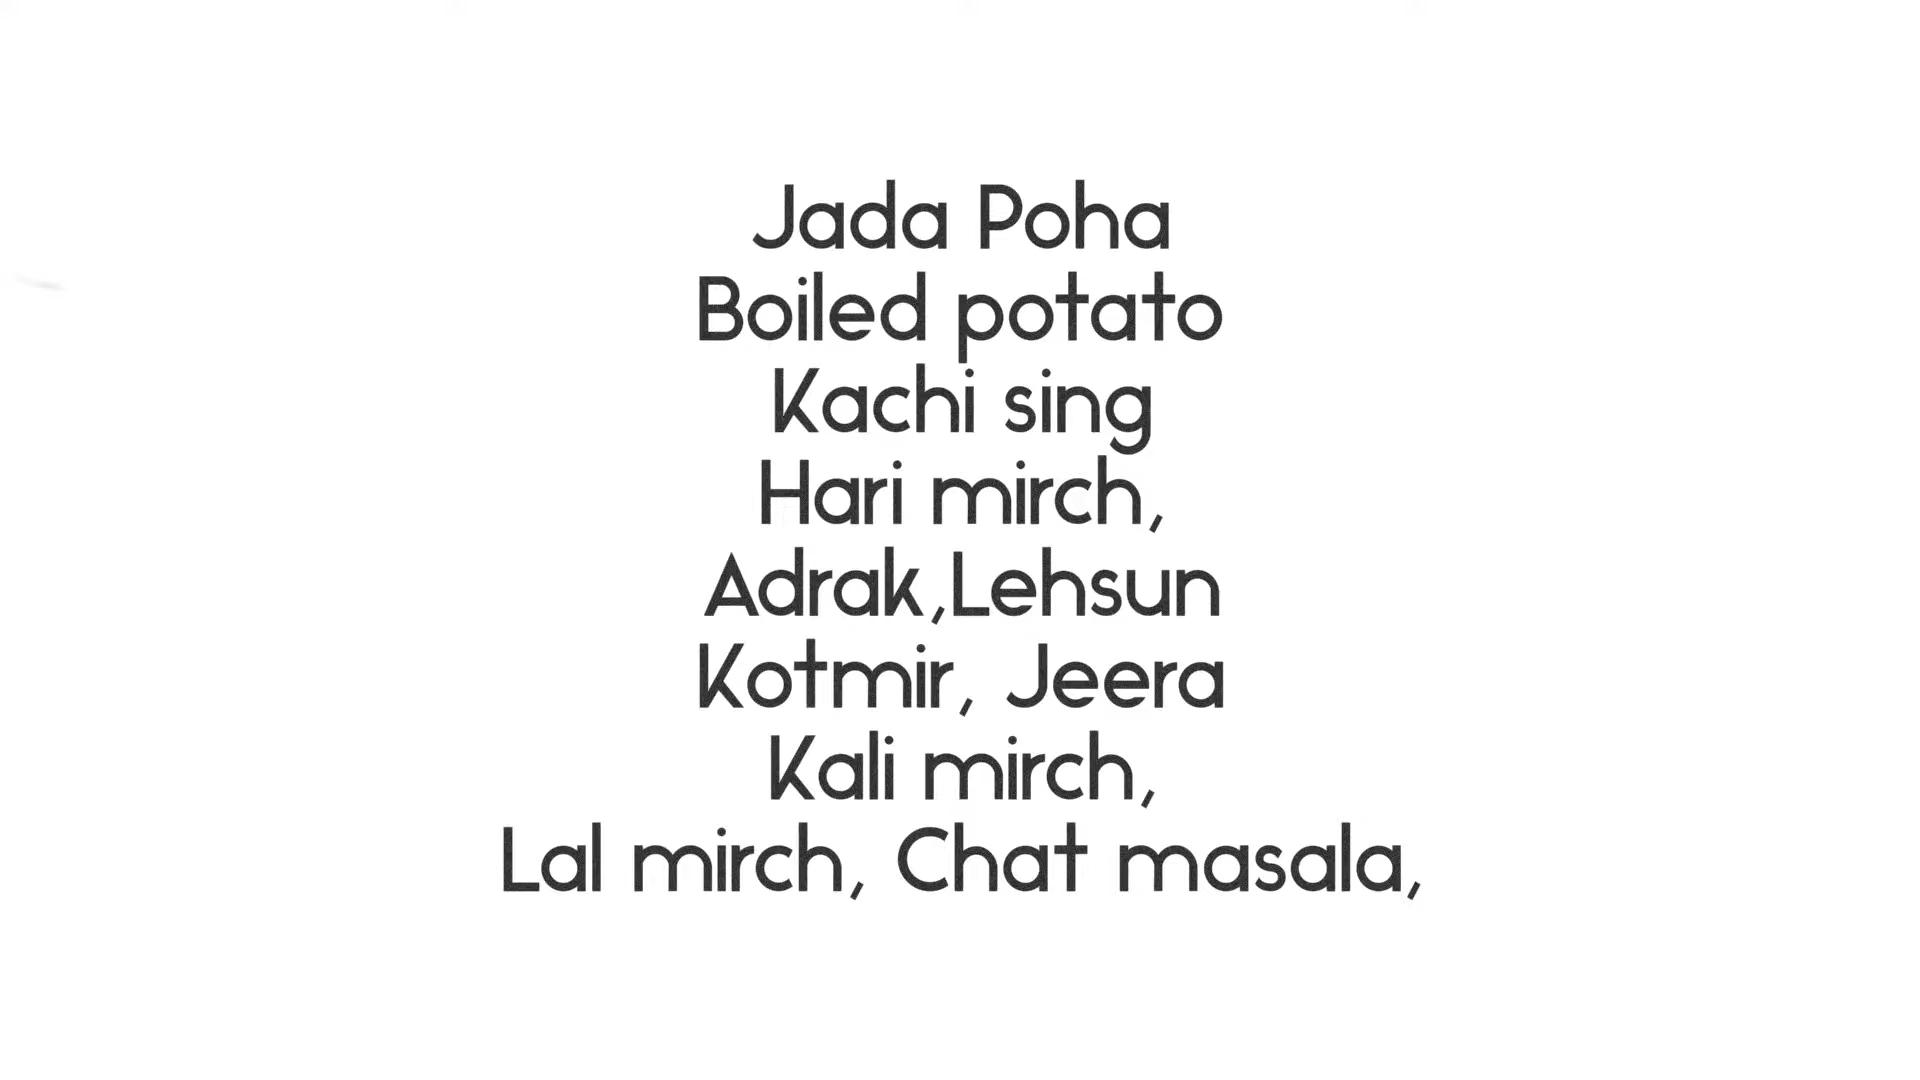 Jada Poha
Boiled potato
Kachi sing
Hari mirch,
Adrak,Lehsun
Kotmir, Jeera
Kali mirch,
Lal mirch, Chat masala,